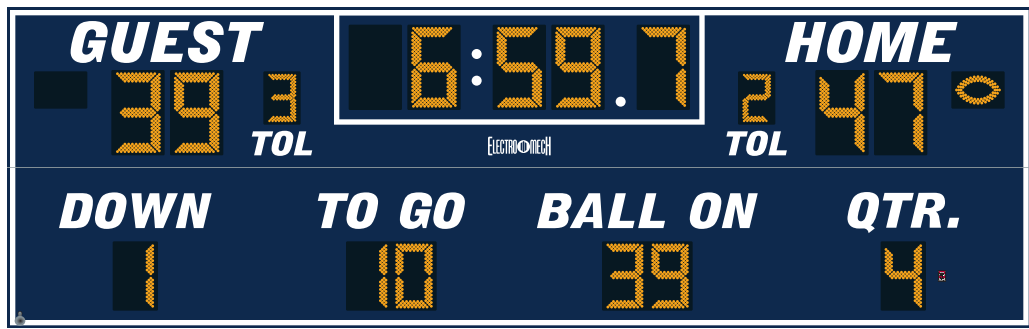 GUEST 6:59.7 HOME
39 3 2 47
TOL TOL
ELECTRO MECH
DOWN TO GO BALL ON QTR.
1 10 39 4